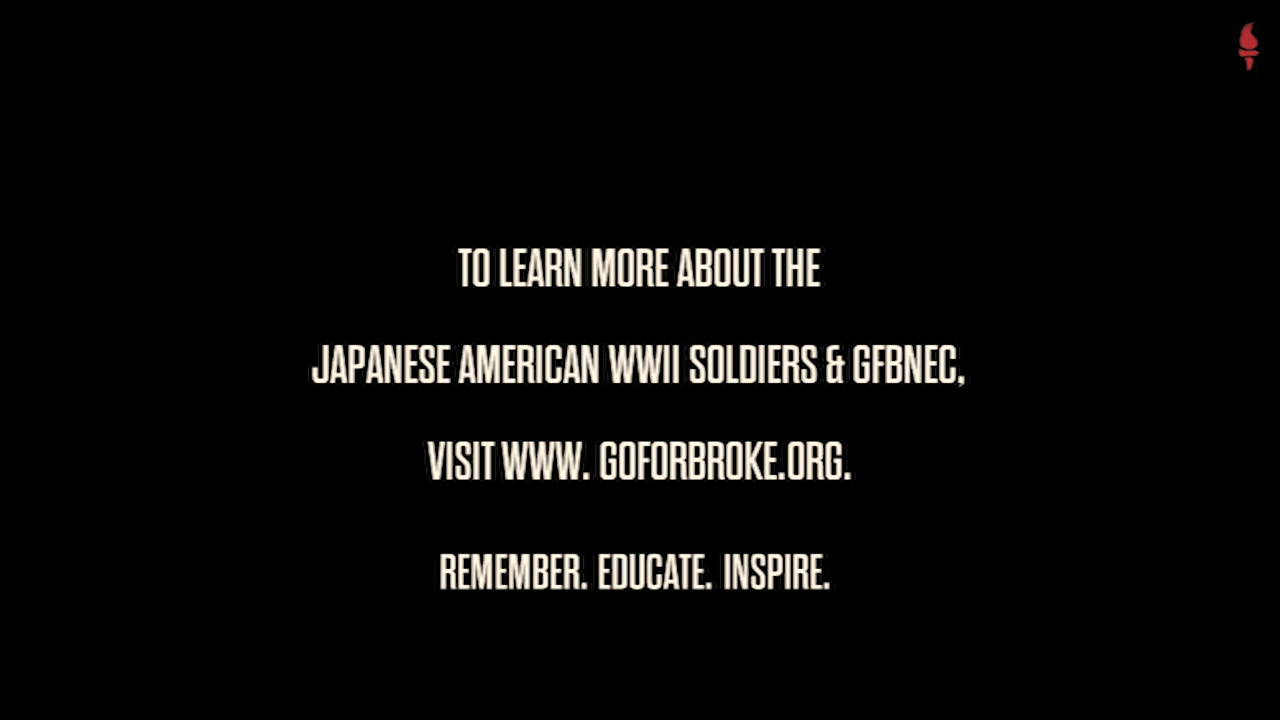 TO LEARN MORE ABOUT THE
JAPANESE AMERICAN WWII SOLDIERS & GFBNEC,
VISIT WWW. GOFORBROKE.ORG.
REMEMBER. EDUCATE. INSPIRE.